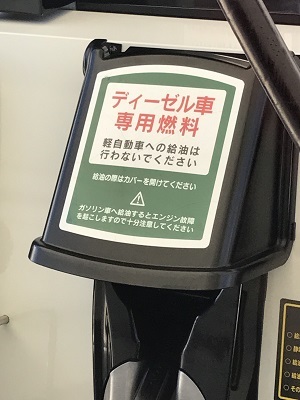 ディーゼル車
専用燃料
軽自動車への給油は
行わないでください
給油の際はカバーを開けてください
ガソリン車へ給油するとエンジン故障
を起こしますので十分注意してください